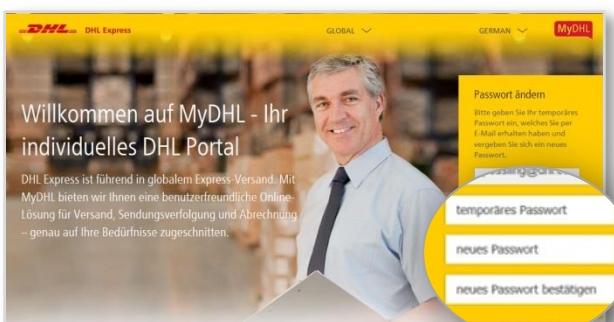 DHL DHL Express
GLOBAL
GERMAN
MyDHL
Willkommen auf MyDHL - Ihr
individuelles DHL Portal
DHL Express ist führend in globalem Express-Versand. Mit
MyDHL bieten wir Ihnen eine benutzerfreundliche Online-
Lösung für Versand, Sendungsverfolgung und Abrechnung
– genau auf Ihre Bedürfnisse zugeschnitten.
Passwort ändern
Bitte geben Sie Ihr temporäres
Passwort ein, welches Sie per
E-Mail erhalten haben und
vergeben Sie sich ein neues
Passwort.
temporäres Passwort
neues Passwort
neues Passwort bestätigen